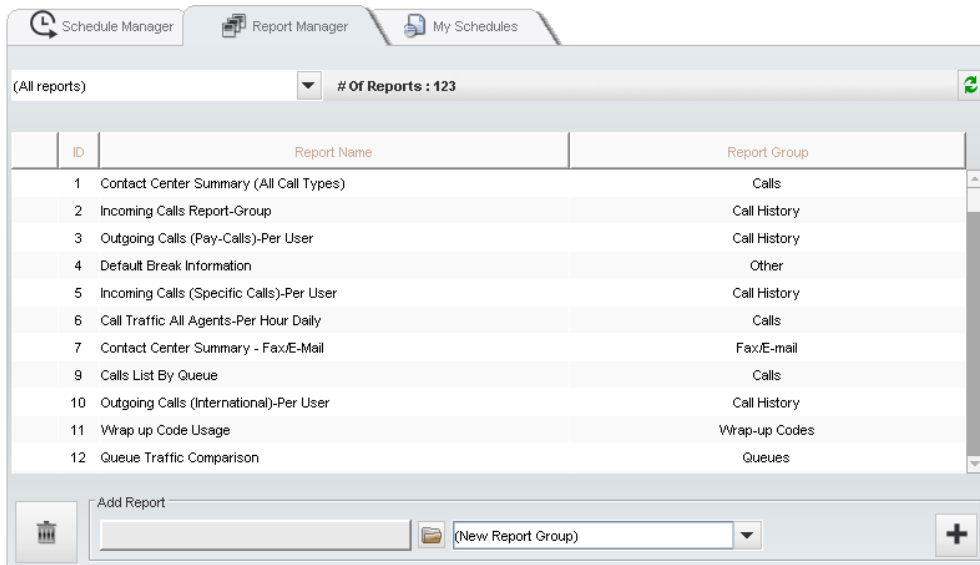 Schedule Manager Report Manager My Schedules
(All reports) # Of Reports : 123
ID Report Name Report Group
1 Contact Center Summary (All Call Types) Calls
2 Incoming Calls Report-Group Call History
3 Outgoing Calls (Pay-Calls)-Per User Call History
4 Default Break Information Other
5 Incoming Calls (Specific Calls)-Per User Call History
6 Call Traffic All Agents-Per Hour Daily Calls
7 Contact Center Summary - Fax/E-Mail Fax/E-mail
9 Calls List By Queue Calls
10 Outgoing Calls (International)-Per User Call History
11 Wrap up Code Usage Wrap-up Codes
12 Queue Traffic Comparison Queues
Add Report
(New Report Group)